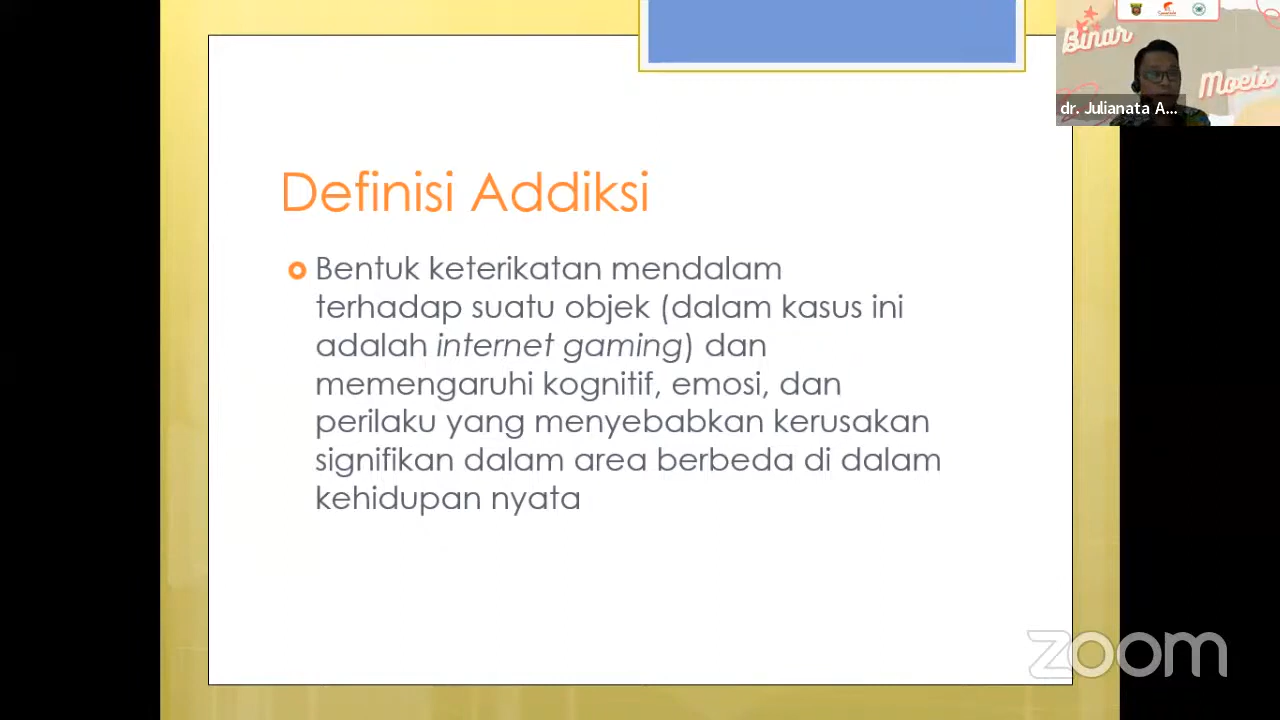 Binar
Moeis
dr. Julianata A...
Definisi Addiksi
Bentuk keterikatan mendalam
terhadap suatu objek (dalam kasus ini
adalah internet gaming) dan
memengaruhi kognitif, emosi, dan
perilaku yang menyebabkan kerusakan
signifikan dalam area berbeda di dalam
kehidupan nyata
zoom